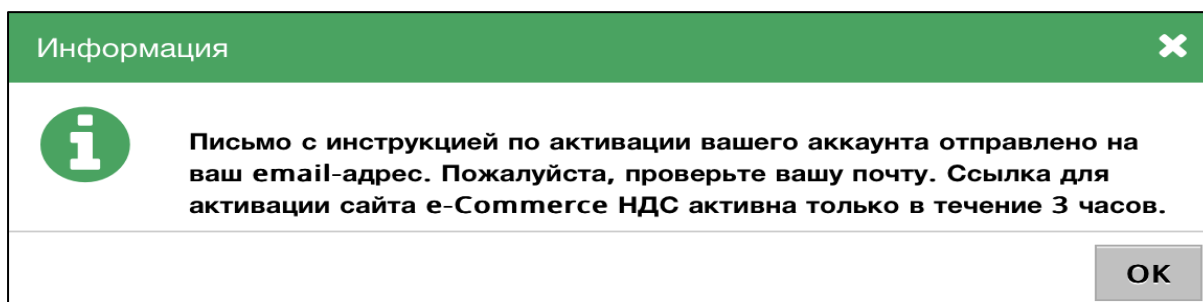 Информация
Письмо с инструкцией по активации вашего аккаунта отправлено на
ваш email-адрес. Пожалуйста, проверьте вашу почту. Ссылка для
активации сайта e-Commerce НДС активна только в течение 3 часов.
OK